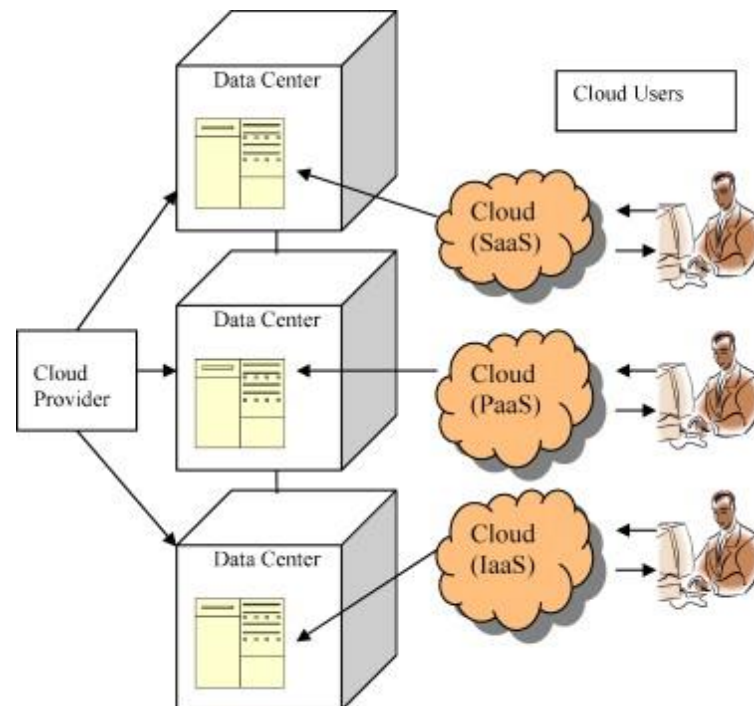 Data Center
Cloud Users
Cloud
(SaaS)
Data Center
Cloud
Provider
Cloud
(PaaS)
Data Center
Cloud
(IaaS)